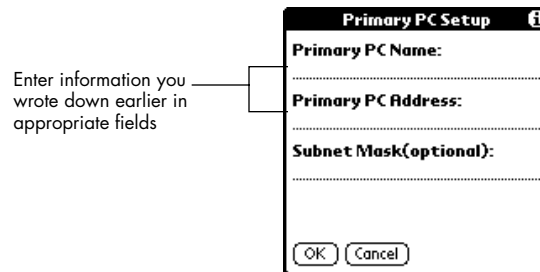 Primary PC Setup i
Primary PC Name:
Enter information you
wrote down earlier in
appropriate fields
Primary PC Address:
Subnet Mask(optional):
OK Cancel